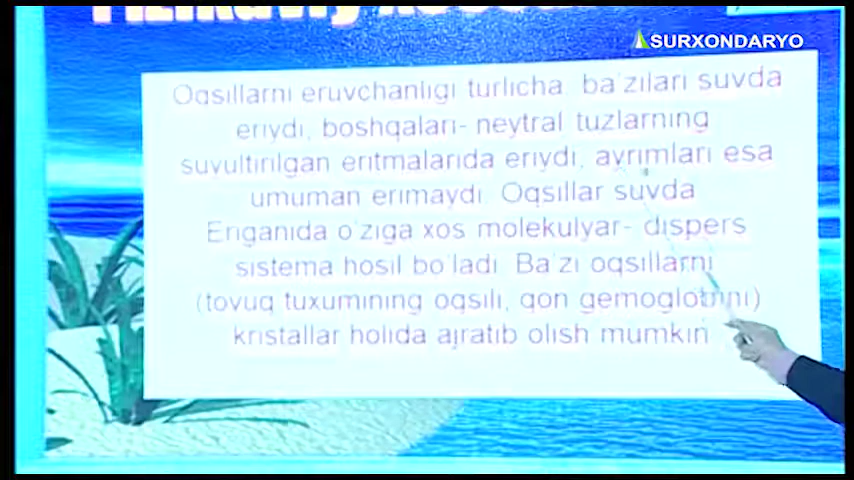 SURXONDARYO
Oqsillarni eruvchanligi turlicha ba'zilari suvda
eriydi, boshqalari- neytral tuzlarning
suyultirilgan eritmalarida eriydi, ayrimlari esa
umuman erimaydi. Oqsillar suvda
Eriganida o'ziga xos molekulyar- dispers
sistema hosil bo'ladi. Ba'zi oqsillarni
(tovuq tuxumining oqsili, qon gemoglobinini)
kristallar holida ajratib olish mumkin